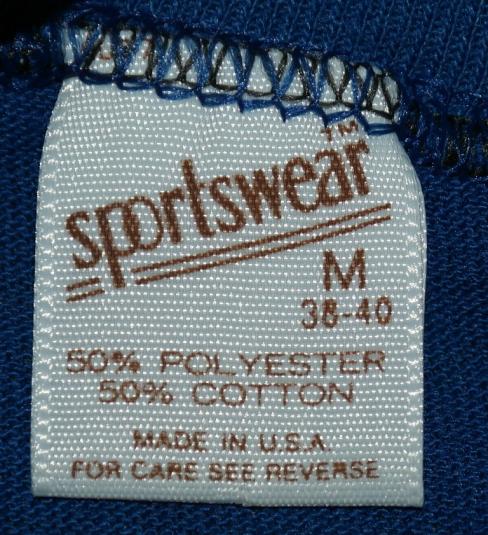 sportswear™
M
38-40
50% POLYESTER
50% COTTON
MADE IN U.S.A.
FOR CARE SEE REVERSE